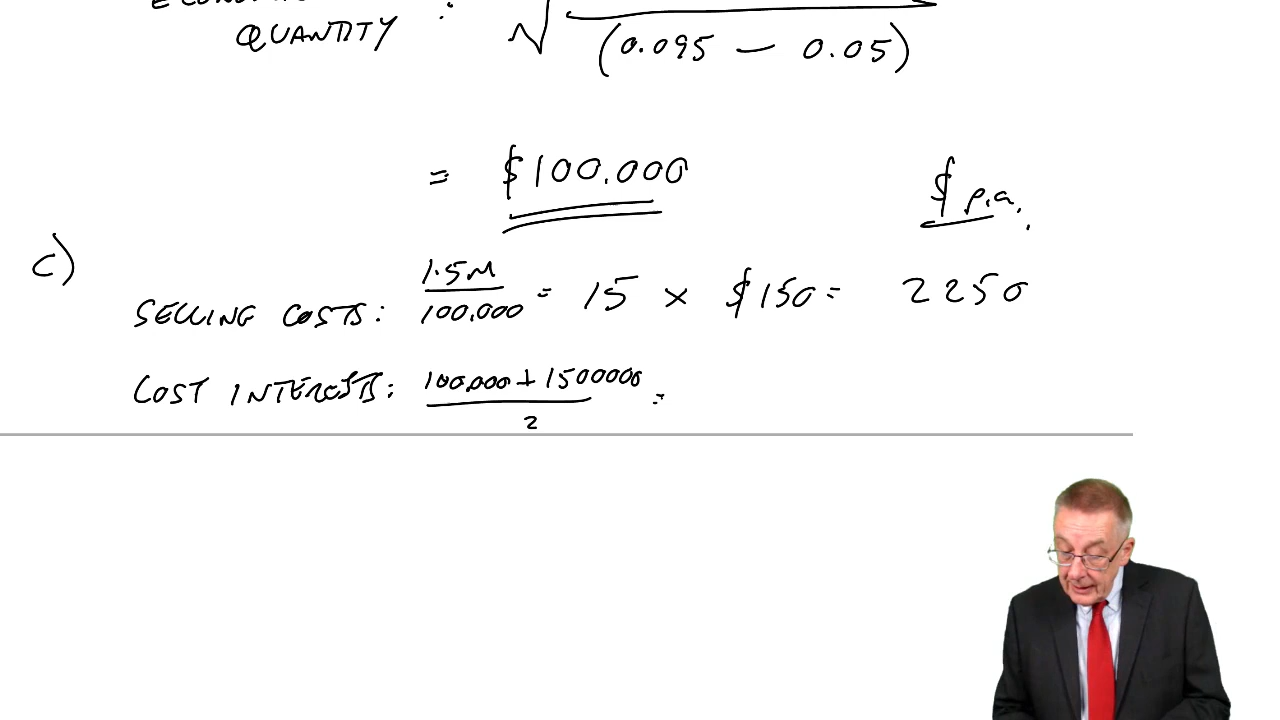 QUANTITY : √ (0.095 — 0.05)
= $100.000
$ p.a.
c)
SELLING COSTS: 1.5M / 100,000 = 15 × $150 = 2250
COST INTERESTS: 100,000 + 1500000 / 2 =